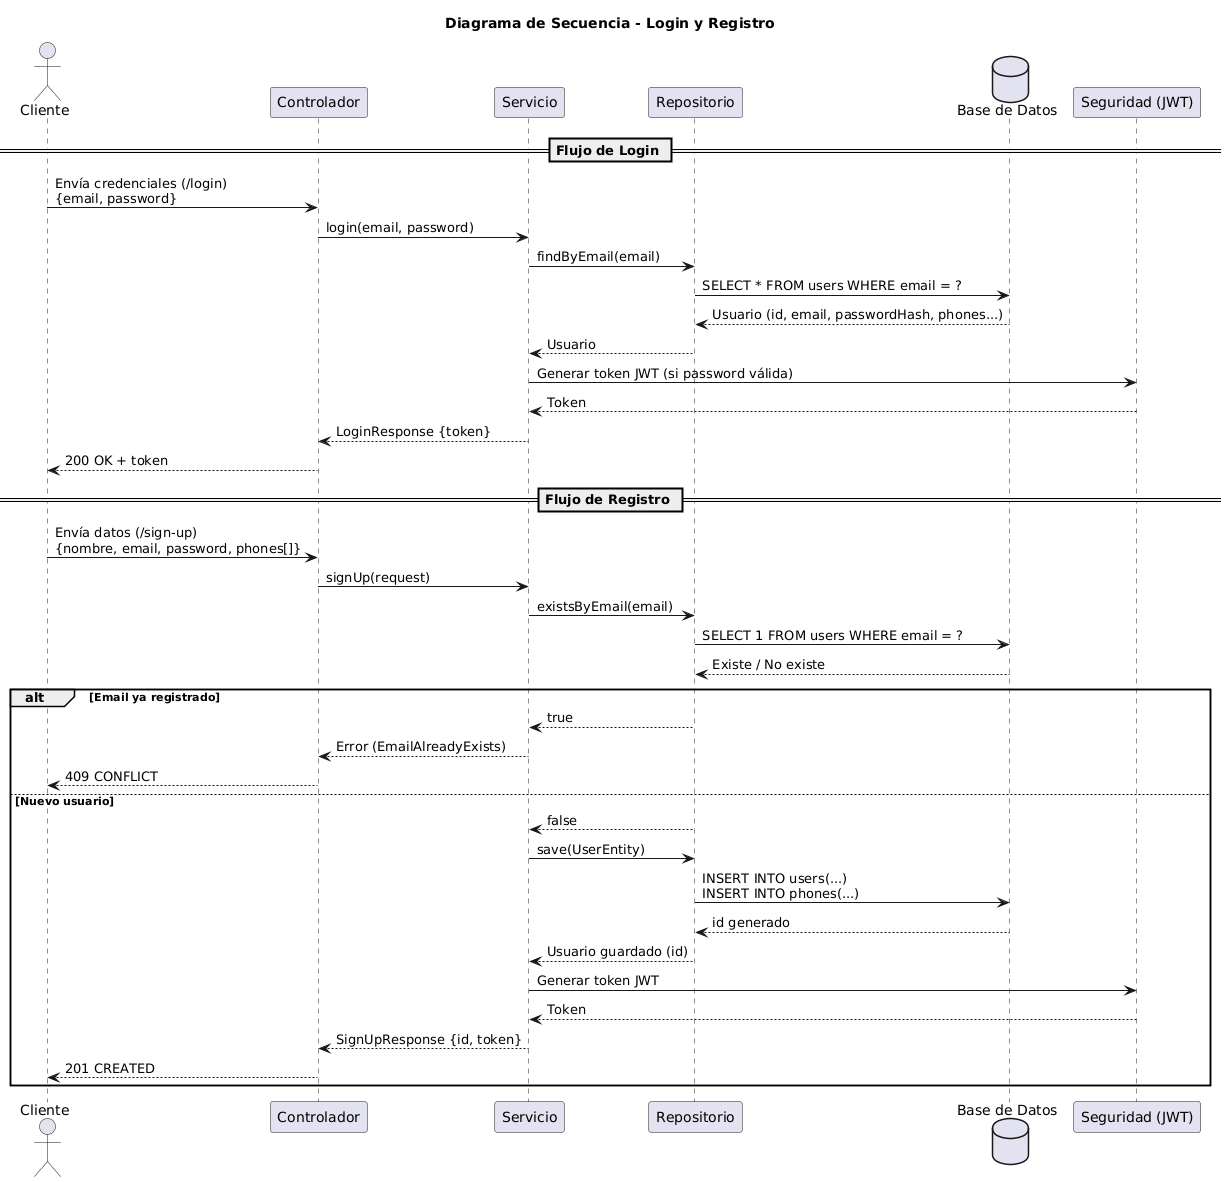 Diagrama de Secuencia - Login y Registro
Cliente
Controlador
Servicio
Repositorio
Base de Datos
Seguridad (JWT)
Flujo de Login
Envía credenciales (/login)
{email, password}
login(email, password)
findByEmail(email)
SELECT * FROM users WHERE email = ?
Usuario (id, email, passwordHash, phones...)
Usuario
Generar token JWT (si password válida)
Token
LoginResponse {token}
200 OK + token
Flujo de Registro
Envía datos (/sign-up)
{nombre, email, password, phones[]}
signUp(request)
existsByEmail(email)
SELECT 1 FROM users WHERE email = ?
Existe / No existe
alt [Email ya registrado]
true
Error (EmailAlreadyExists)
409 CONFLICT
[Nuevo usuario]
false
save(UserEntity)
INSERT INTO users(...)
INSERT INTO phones(...)
id generado
Usuario guardado (id)
Generar token JWT
Token
SignUpResponse {id, token}
201 CREATED
Cliente
Controlador
Servicio
Repositorio
Base de Datos
Seguridad (JWT)